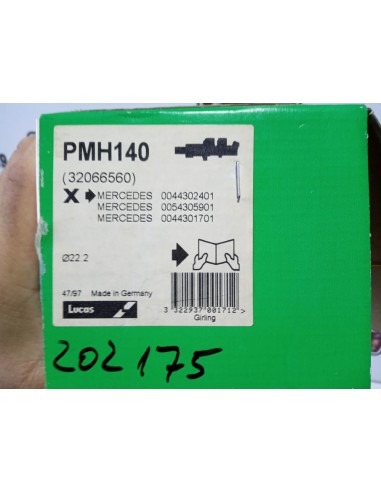 PMH140
(32066560)
X MERCEDES 0044302401
MERCEDES 0054305901
MERCEDES 0044301701
Ø22.2
47/97 Made in Germany
Lucas
3 322937 001712 >
Girling
202175